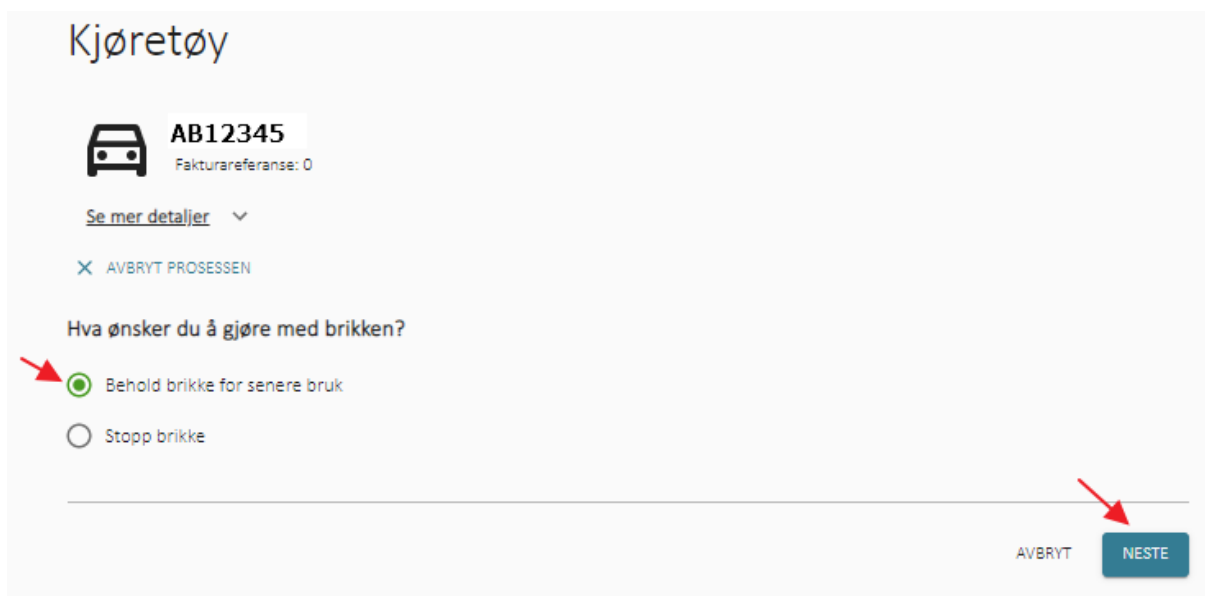 Kjøretøy
AB12345
Fakturareferanse: 0
Se mer detaljer
AVBRYT PROSESSEN
Hva ønsker du å gjøre med brikken?
Behold brikke for senere bruk
Stopp brikke
AVBRYT NESTE